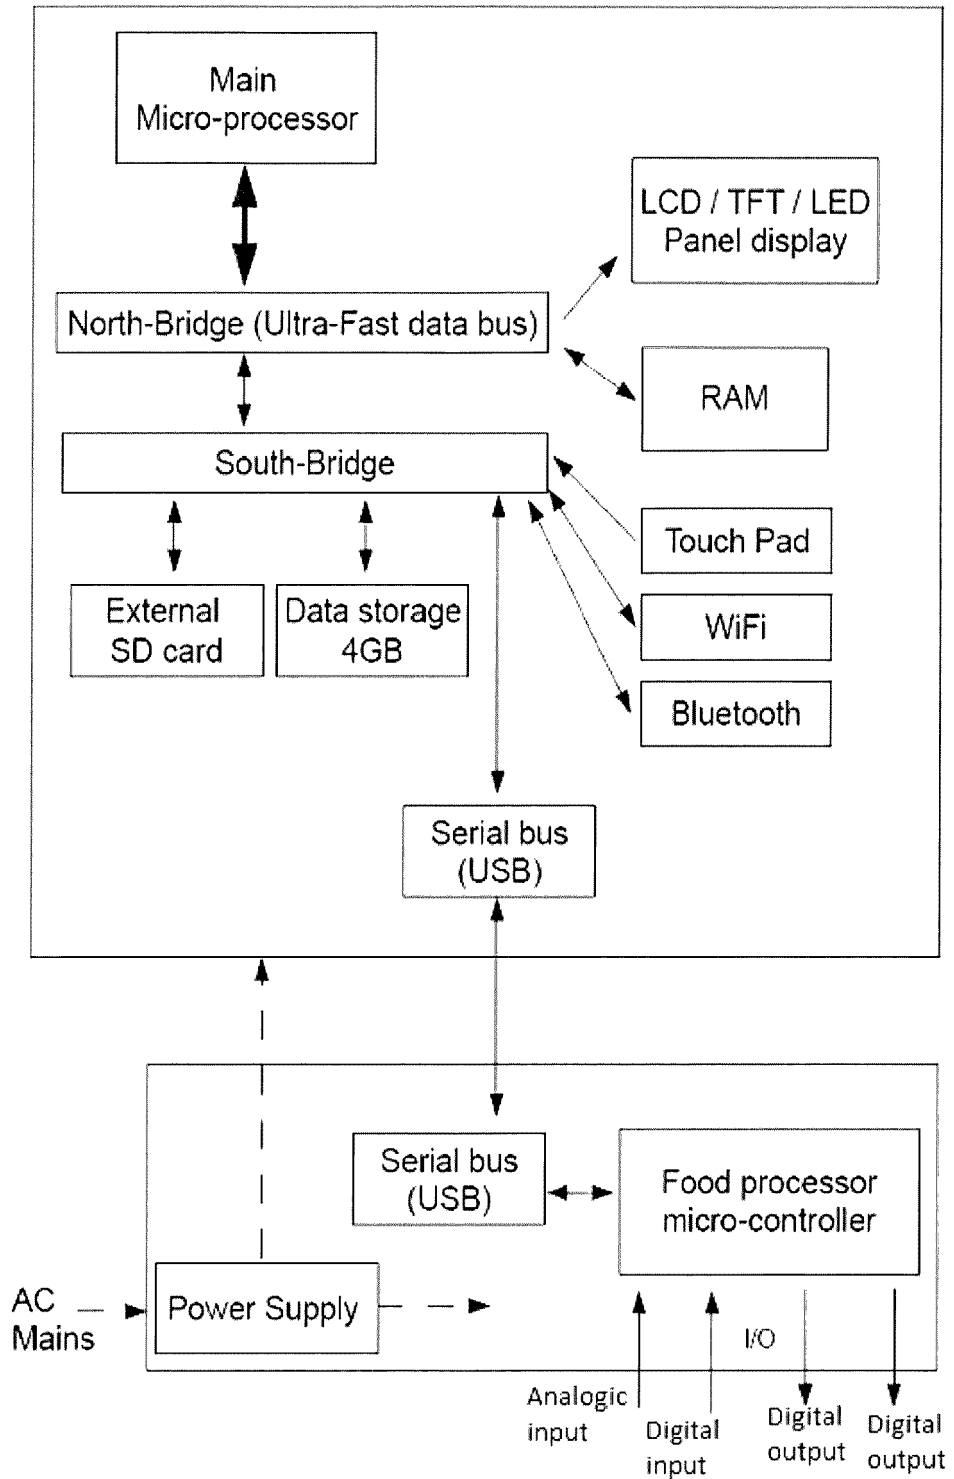 Main
Micro-processor
LCD / TFT / LED
Panel display
North-Bridge (Ultra-Fast data bus)
RAM
South-Bridge
Touch Pad
External
SD card
Data storage
4GB
WiFi
Bluetooth
Serial bus
(USB)
Serial bus
(USB)
Food processor
micro-controller
AC
Mains
Power Supply
I/O
Analogic
input
Digital
input
Digital
output
Digital
output